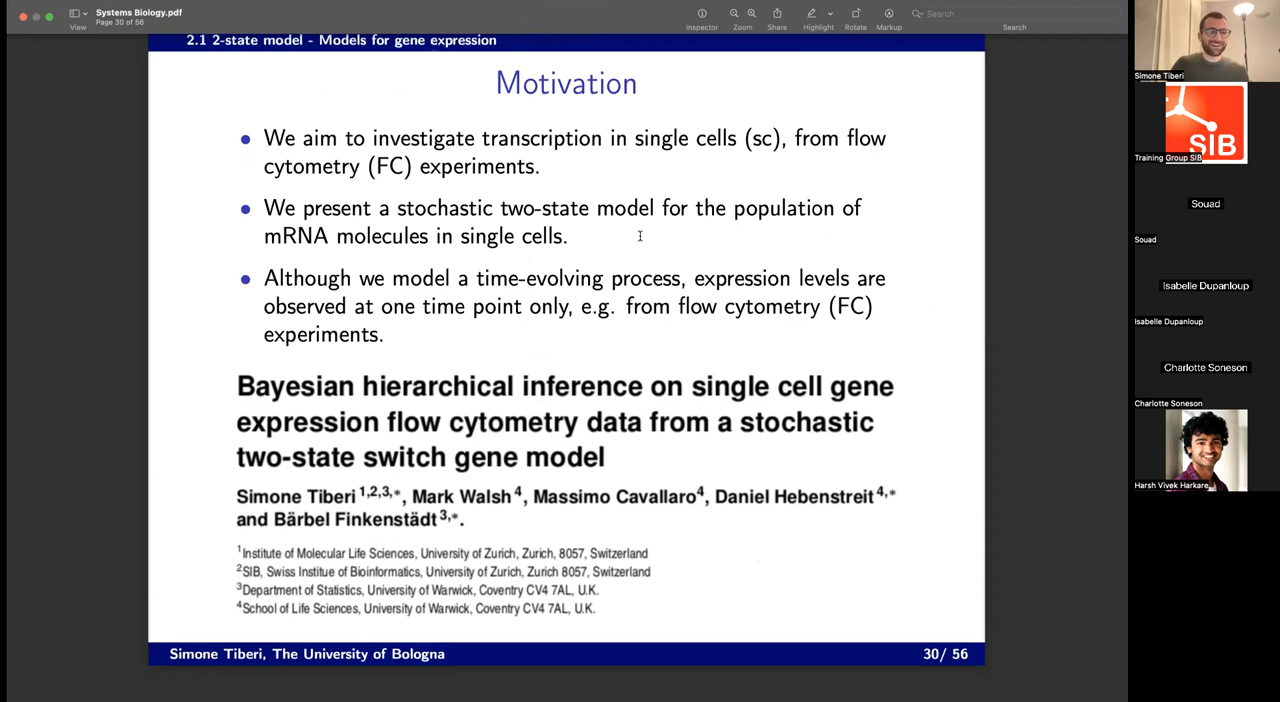 Systems Biology.pdf
Page 30 of 56
View
Inspector
Zoom
Share
Highlight
Rotate
Markup
Search
Search
2.1 2-state model - Models for gene expression
Motivation
• We aim to investigate transcription in single cells (sc), from flow
cytometry (FC) experiments.
• We present a stochastic two-state model for the population of
mRNA molecules in single cells.
• Although we model a time-evolving process, expression levels are
observed at one time point only, e.g. from flow cytometry (FC)
experiments.
Bayesian hierarchical inference on single cell gene
expression flow cytometry data from a stochastic
two-state switch gene model
Simone Tiberi 1,2,3,*, Mark Walsh 4, Massimo Cavallaro 4, Daniel Hebenstreit 4,*
and Bärbel Finkenstädt 3,*.
1Institute of Molecular Life Sciences, University of Zurich, Zurich, 8057, Switzerland
2SIB, Swiss Institue of Bioinformatics, University of Zurich, Zurich 8057, Switzerland
3Department of Statistics, University of Warwick, Coventry CV4 7AL, U.K.
4School of Life Sciences, University of Warwick, Coventry CV4 7AL, U.K.
Simone Tiberi, The University of Bologna
30/ 56
Simone Tiberi
SIB
Training Group SIB
Souad
Souad
Isabelle Dupanloup
Isabelle Dupanloup
Charlotte Soneson
Charlotte Soneson
Harsh Vivek Harkare